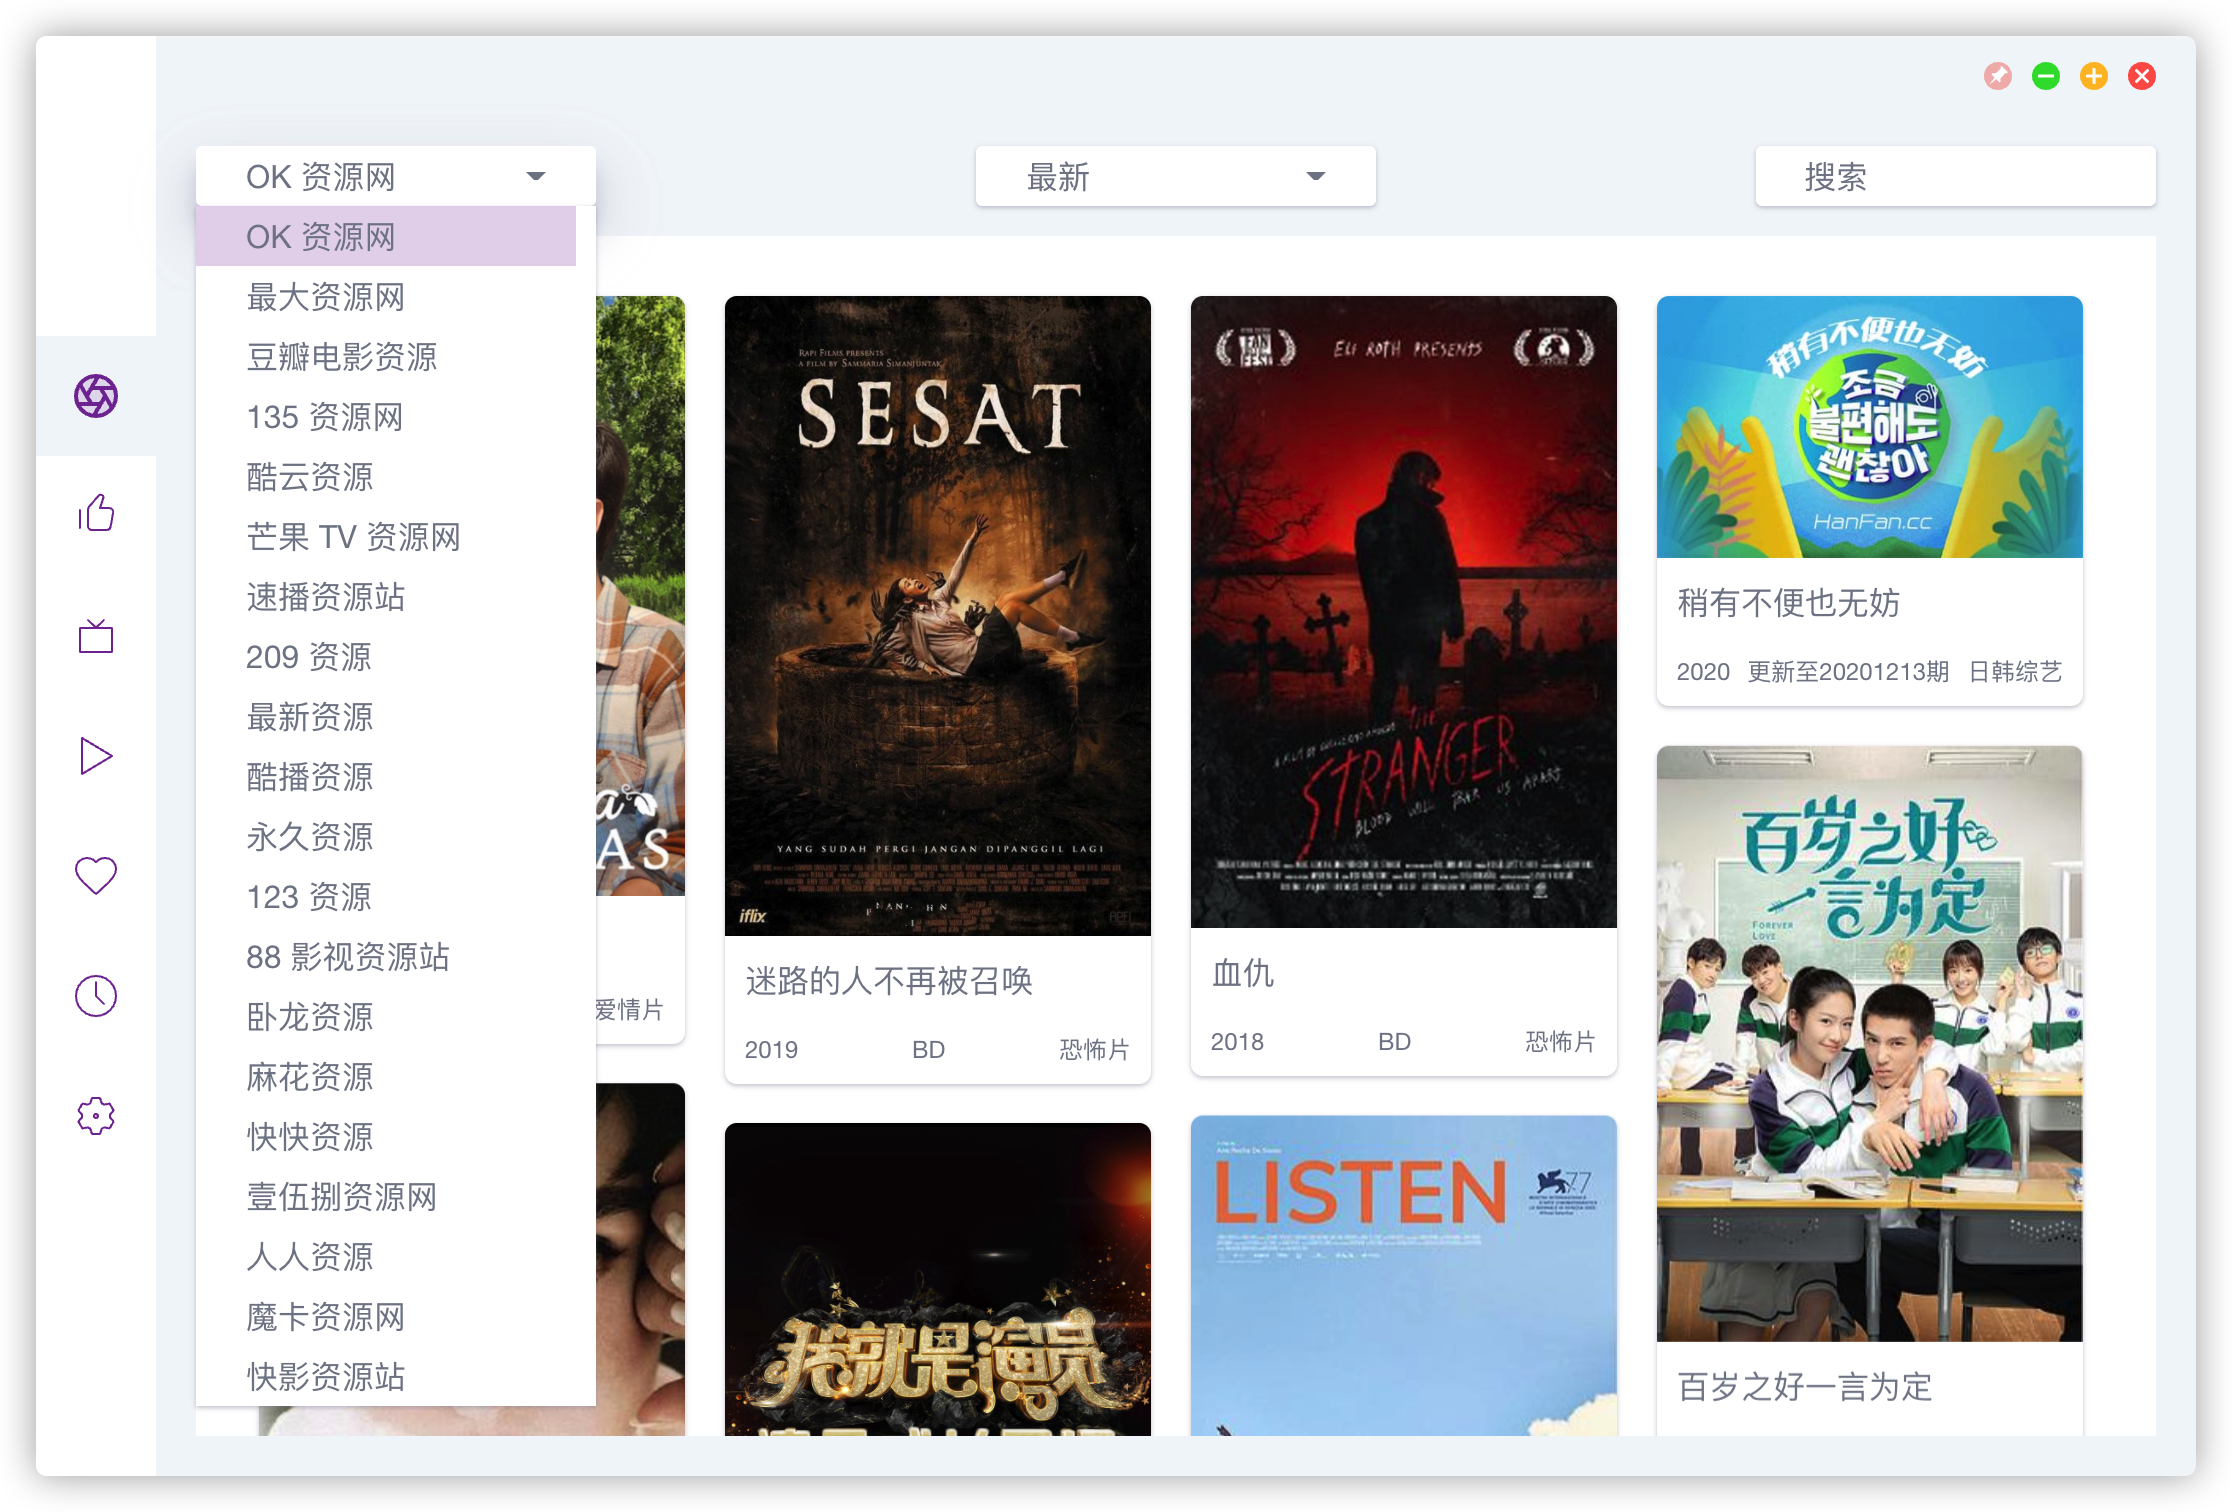 OK 资源网
最新
搜索
OK 资源网
最大资源网
豆瓣电影资源
135 资源网
酷云资源
芒果 TV 资源网
速播资源站
209 资源
最新资源
酷播资源
永久资源
123 资源
88 影视资源站
卧龙资源
麻花资源
快快资源
壹伍捌资源网
人人资源
魔卡资源网
快影资源站
a
AS
爱情片
RAPI FILMS PRESENTS
A FILM BY SAMMARIA SIMANJUNTAK
SESAT
YANG SUDAH PERGI JANGAN DIPANGGIL LAGI
iflix
RAPI
迷路的人不再被召唤
2019 BD 恐怖片
我就是演员
ELI ROTH PRESENTS
THE
STRANGER
BLOOD WILL TEAR US APART
血仇
2018 BD 恐怖片
LISTEN
77
稍有不便也无妨
조금
불편해도
괜찮아
HanFan.cc
稍有不便也无妨
2020 更新至20201213期 日韩综艺
百岁之好
一言为定
FOREVER
LOVE
百岁之好一言为定